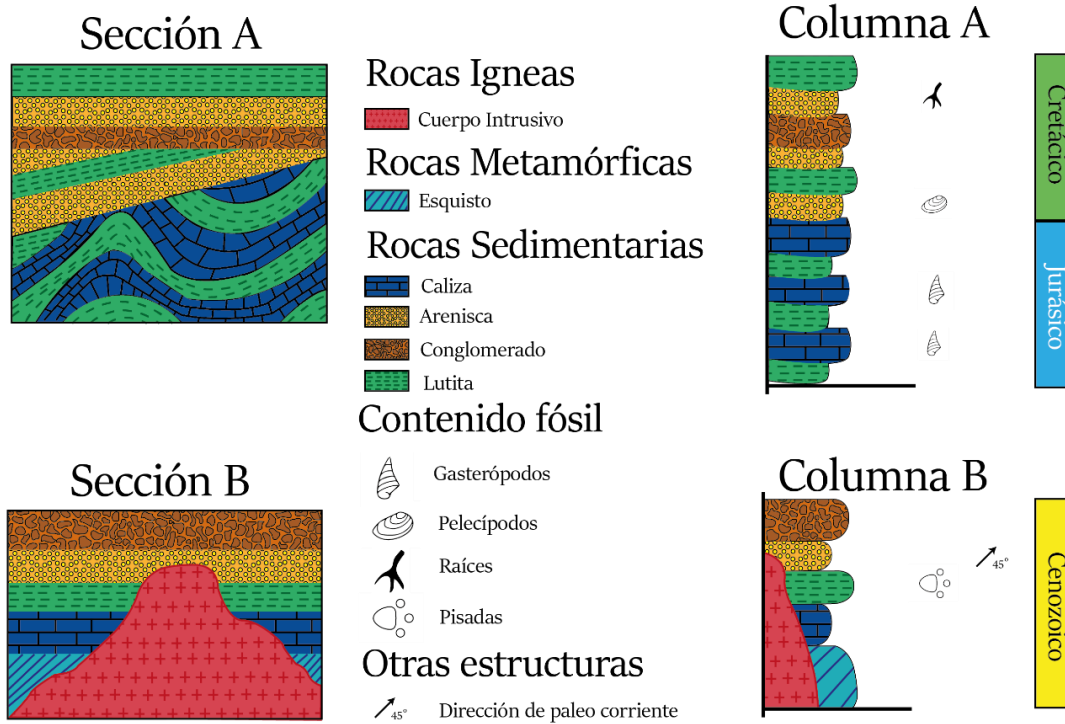 Sección A
Rocas Igneas
Cuerpo Intrusivo
Rocas Metamórficas
Esquisto
Rocas Sedimentarias
Caliza
Arenisca
Conglomerado
Lutita
Contenido fósil
Gasterópodos
Pelecípodos
Raíces
Pisadas
Otras estructuras
45°
Dirección de paleo corriente
Columna A
Cretácico
Jurásico
Sección B
Columna B
45°
Cenozoico